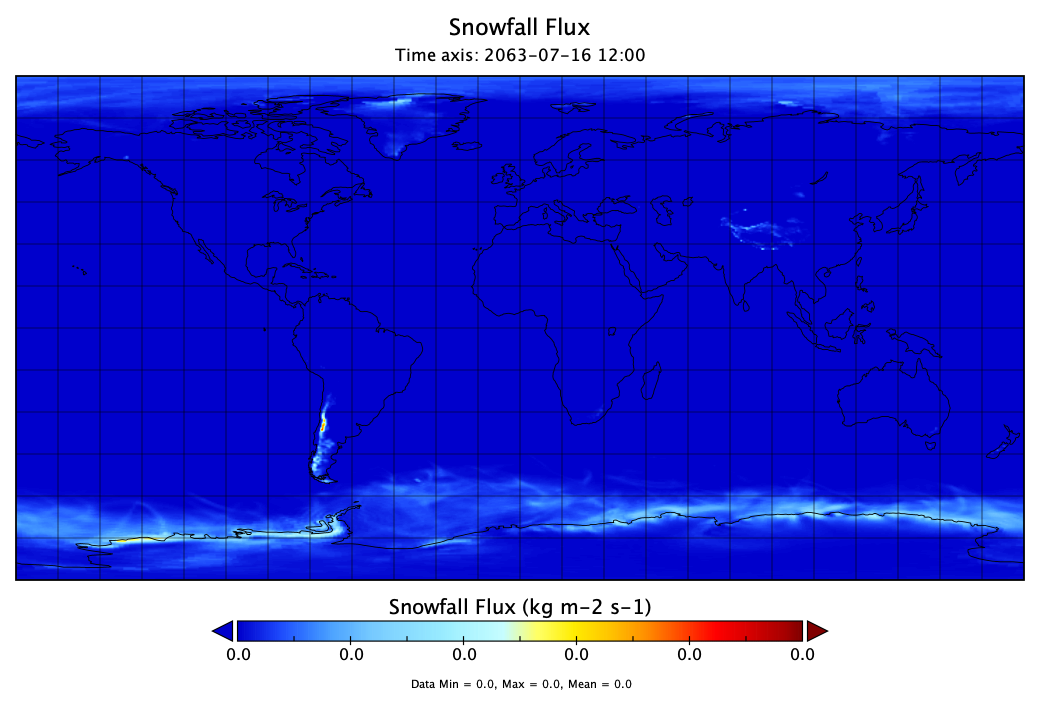 Snowfall Flux
Time axis: 2063-07-16 12:00
Snowfall Flux (kg m-2 s-1)
0.0 0.0 0.0 0.0 0.0 0.0
Data Min = 0.0, Max = 0.0, Mean = 0.0